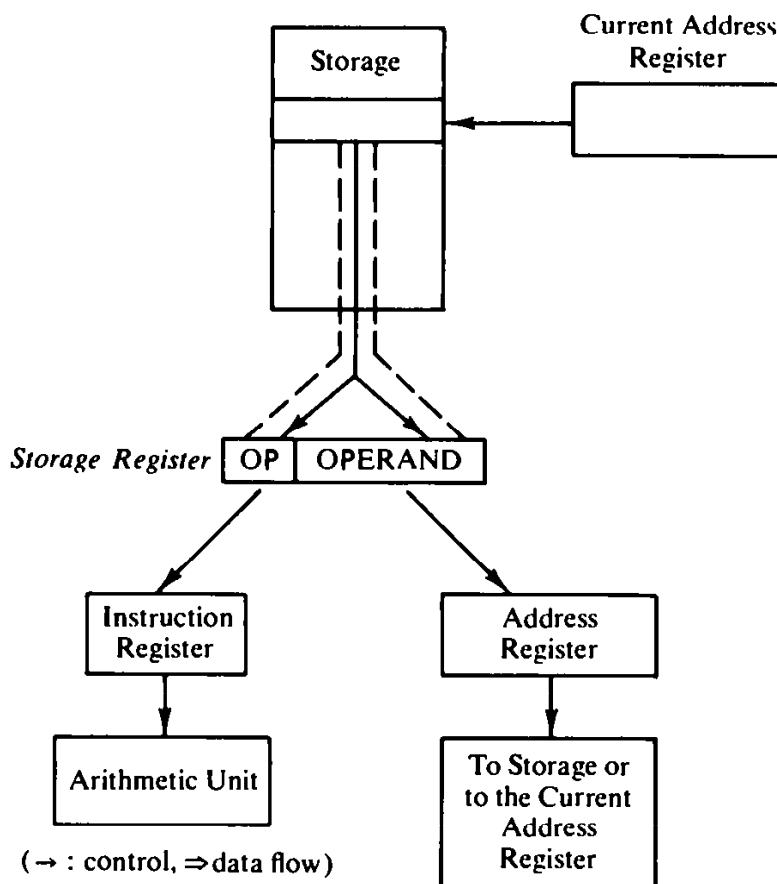 Current Address
Register
Storage
Storage Register
OP
OPERAND
Instruction
Register
Address
Register
Arithmetic Unit
To Storage or
to the Current
Address
Register
(→ : control, ⇒data flow)